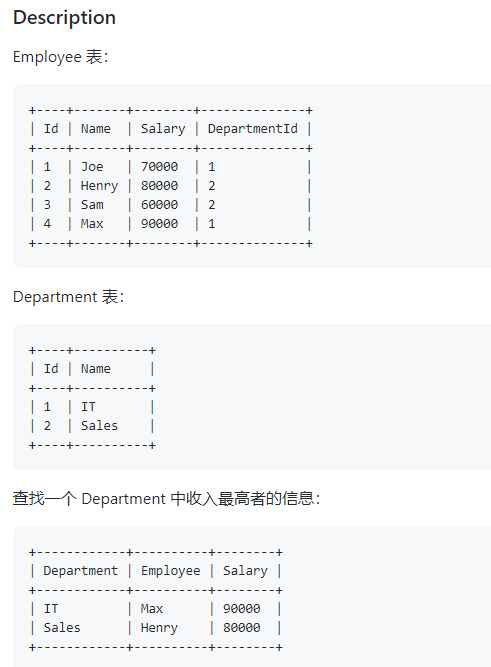 Description
Employee 表：
+----+-------+--------+--------------+
| Id | Name  | Salary | DepartmentId |
+----+-------+--------+--------------+
| 1  | Joe   | 70000  | 1            |
| 2  | Henry | 80000  | 2            |
| 3  | Sam   | 60000  | 2            |
| 4  | Max   | 90000  | 1            |
+----+-------+--------+--------------+
Department 表：
+----+----------+
| Id | Name     |
+----+----------+
| 1  | IT       |
| 2  | Sales    |
+----+----------+
查找一个 Department 中收入最高者的信息：
+------------+----------+--------+
| Department | Employee | Salary |
+------------+----------+--------+
| IT         | Max      | 90000  |
| Sales      | Henry    | 80000  |
+------------+----------+--------+